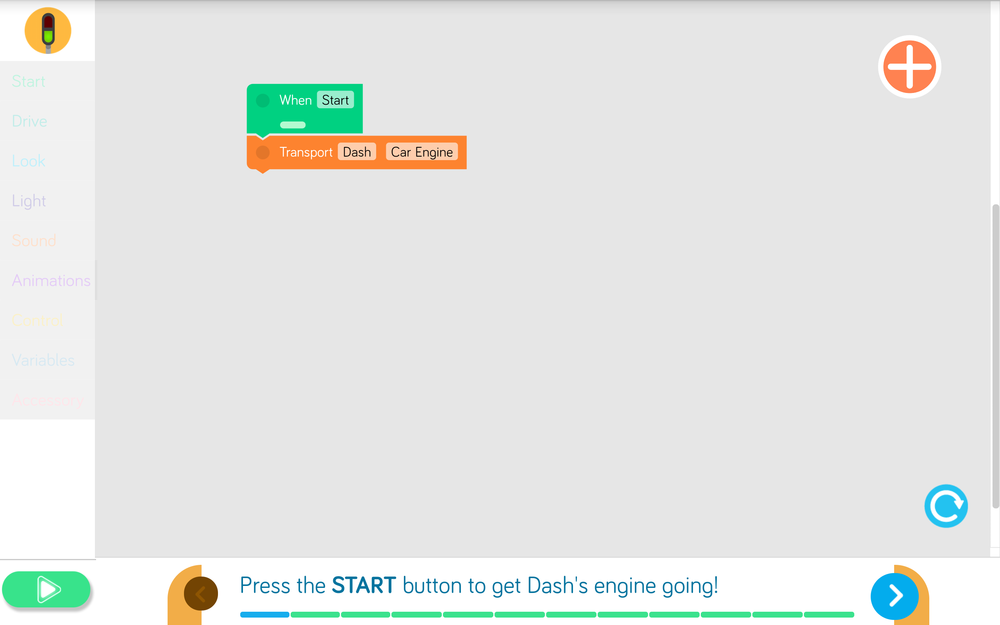 Start
Drive
Look
Light
Sound
Animations
Control
Variables
Accessory
When Start
Transport Dash Car Engine
Press the START button to get Dash's engine going!